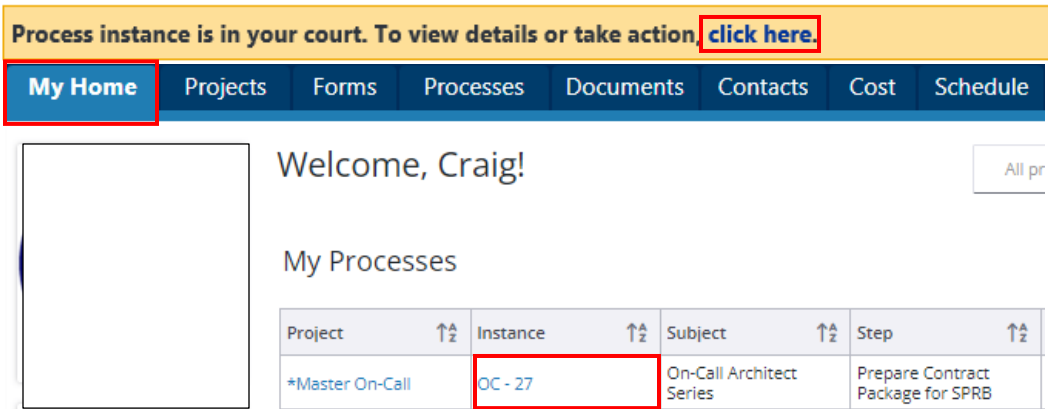 Process instance is in your court. To view details or take action, click here.
My Home Projects Forms Processes Documents Contacts Cost Schedule
Welcome, Craig!
All pr
My Processes
Project Instance Subject Step
*Master On-Call OC - 27 On-Call Architect Series Prepare Contract Package for SPRB